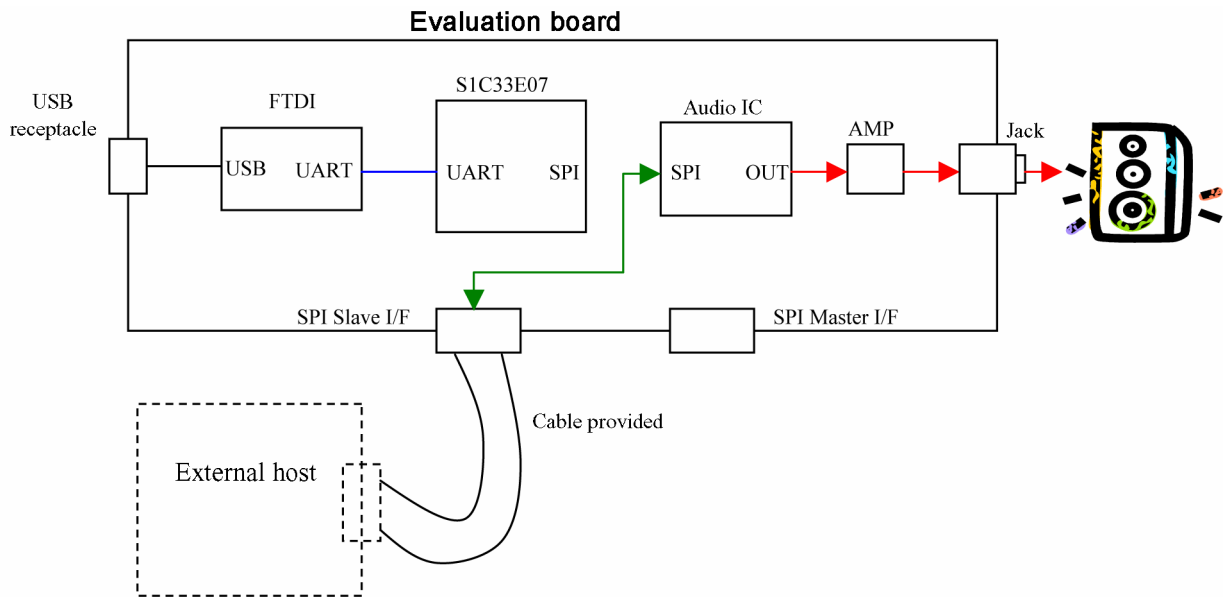 Evaluation board
USB
receptacle
FTDI
S1C33E07
Audio IC
AMP
Jack
USB UART
UART SPI
SPI OUT
SPI Slave I/F
SPI Master I/F
Cable provided
External host